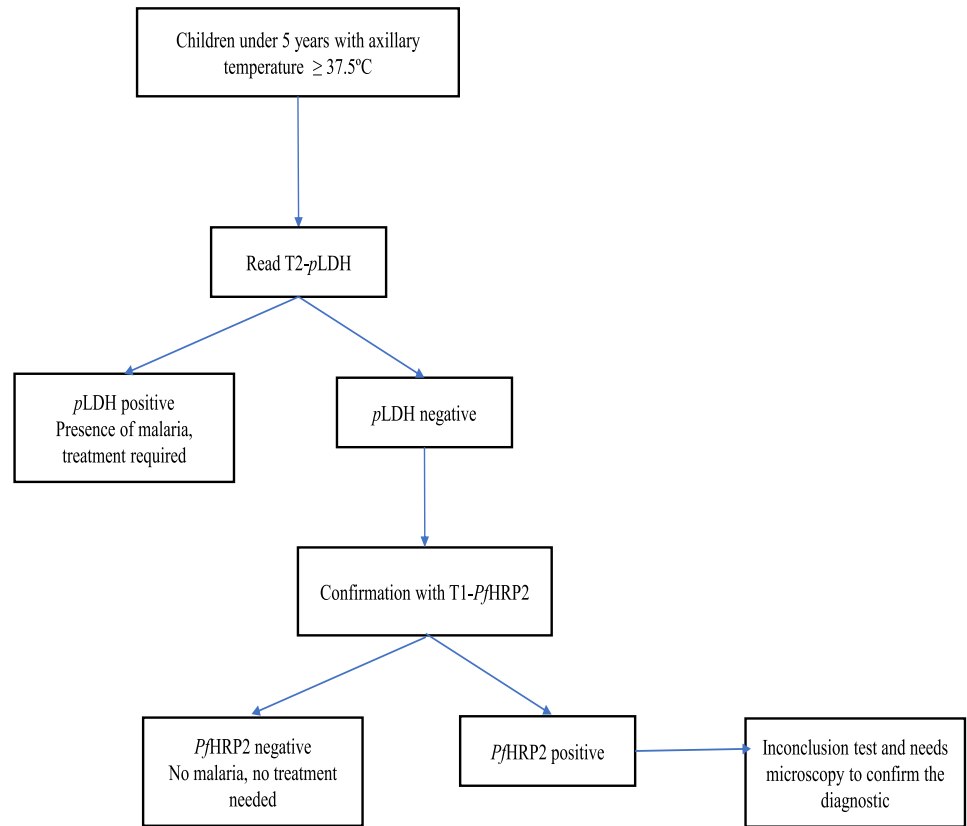 Children under 5 years with axillary
temperature ≥ 37.5ºC
Read T2-pLDH
pLDH positive
Presence of malaria,
treatment required
pLDH negative
Confirmation with T1-PfHRP2
PfHRP2 negative
No malaria, no treatment
needed
PfHRP2 positive
Inconclusion test and needs
microscopy to confirm the
diagnostic